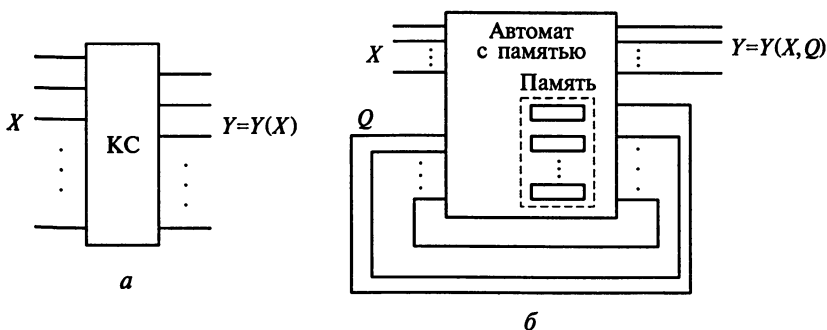 X
КС
Y=Y(X)
а
X
Автомат
с памятью
Память
Y=Y(X,Q)
Q
б